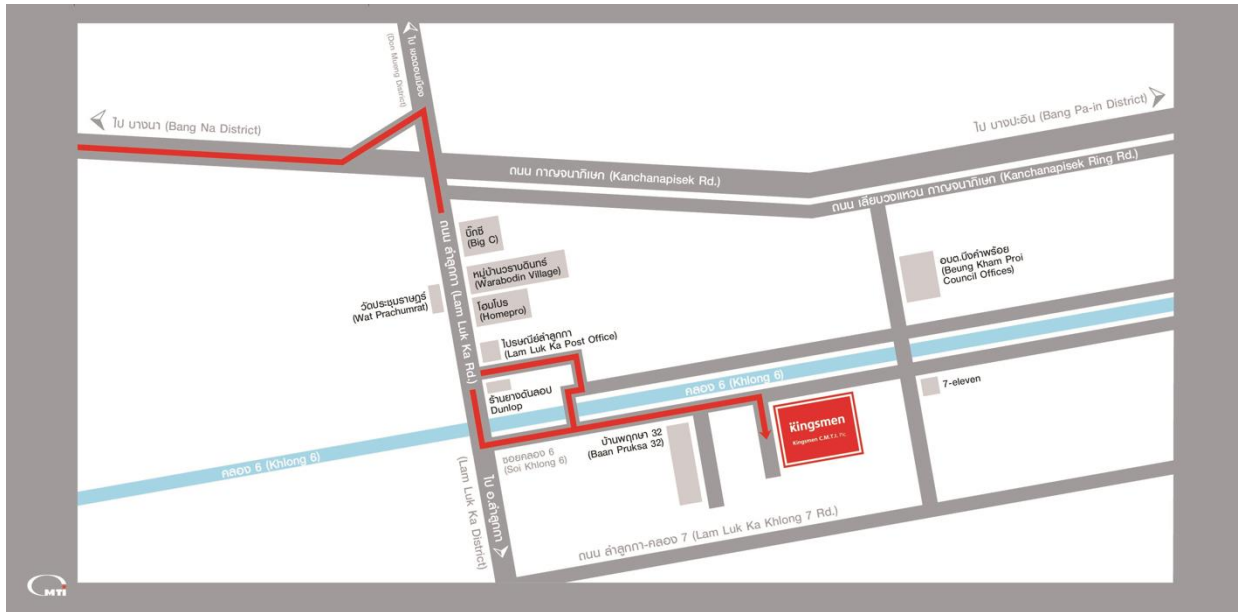 ไป เขตดอนเมือง
(Don Mueng District)
ไป บางนา (Bang Na District)
ไป บางปะอิน (Bang Pa-in District)
ถนน กาญจนาภิเษก (Kanchanapisek Rd.)
ถนน เลียบวงแหวน กาญจนาภิเษก (Kanchanapisek Ring Rd.)
ถนน ลำลูกกา (Lam Luk Ka Rd.)
บิ๊กซี
(Big C)
หมู่บ้านวราบดินทร์
(Warabodin Village)
อบต.บึงคำพร้อย
(Beung Kham Proi
Council Offices)
วัดประชุมราษฎร์
(Wat Prachumrat)
โฮมโปร
(Homepro)
ไปรษณีย์ลำลูกกา
(Lam Luk Ka Post Office)
ร้านยางดันลอป
Dunlop
คลอง 6 (Khlong 6)
7-eleven
Kingsmen
Kingsmen C.M.T.I. Plc.
บ้านพฤกษา 32
(Baan Pruksa 32)
ซอยคลอง 6
(Soi Khlong 6)
คลอง 6 (Khlong 6)
ไป อ.ลำลูกกา
(Lam Luk Ka District)
ถนน ลำลูกกา-คลอง 7 (Lam Luk Ka Khlong 7 Rd.)
CMTi